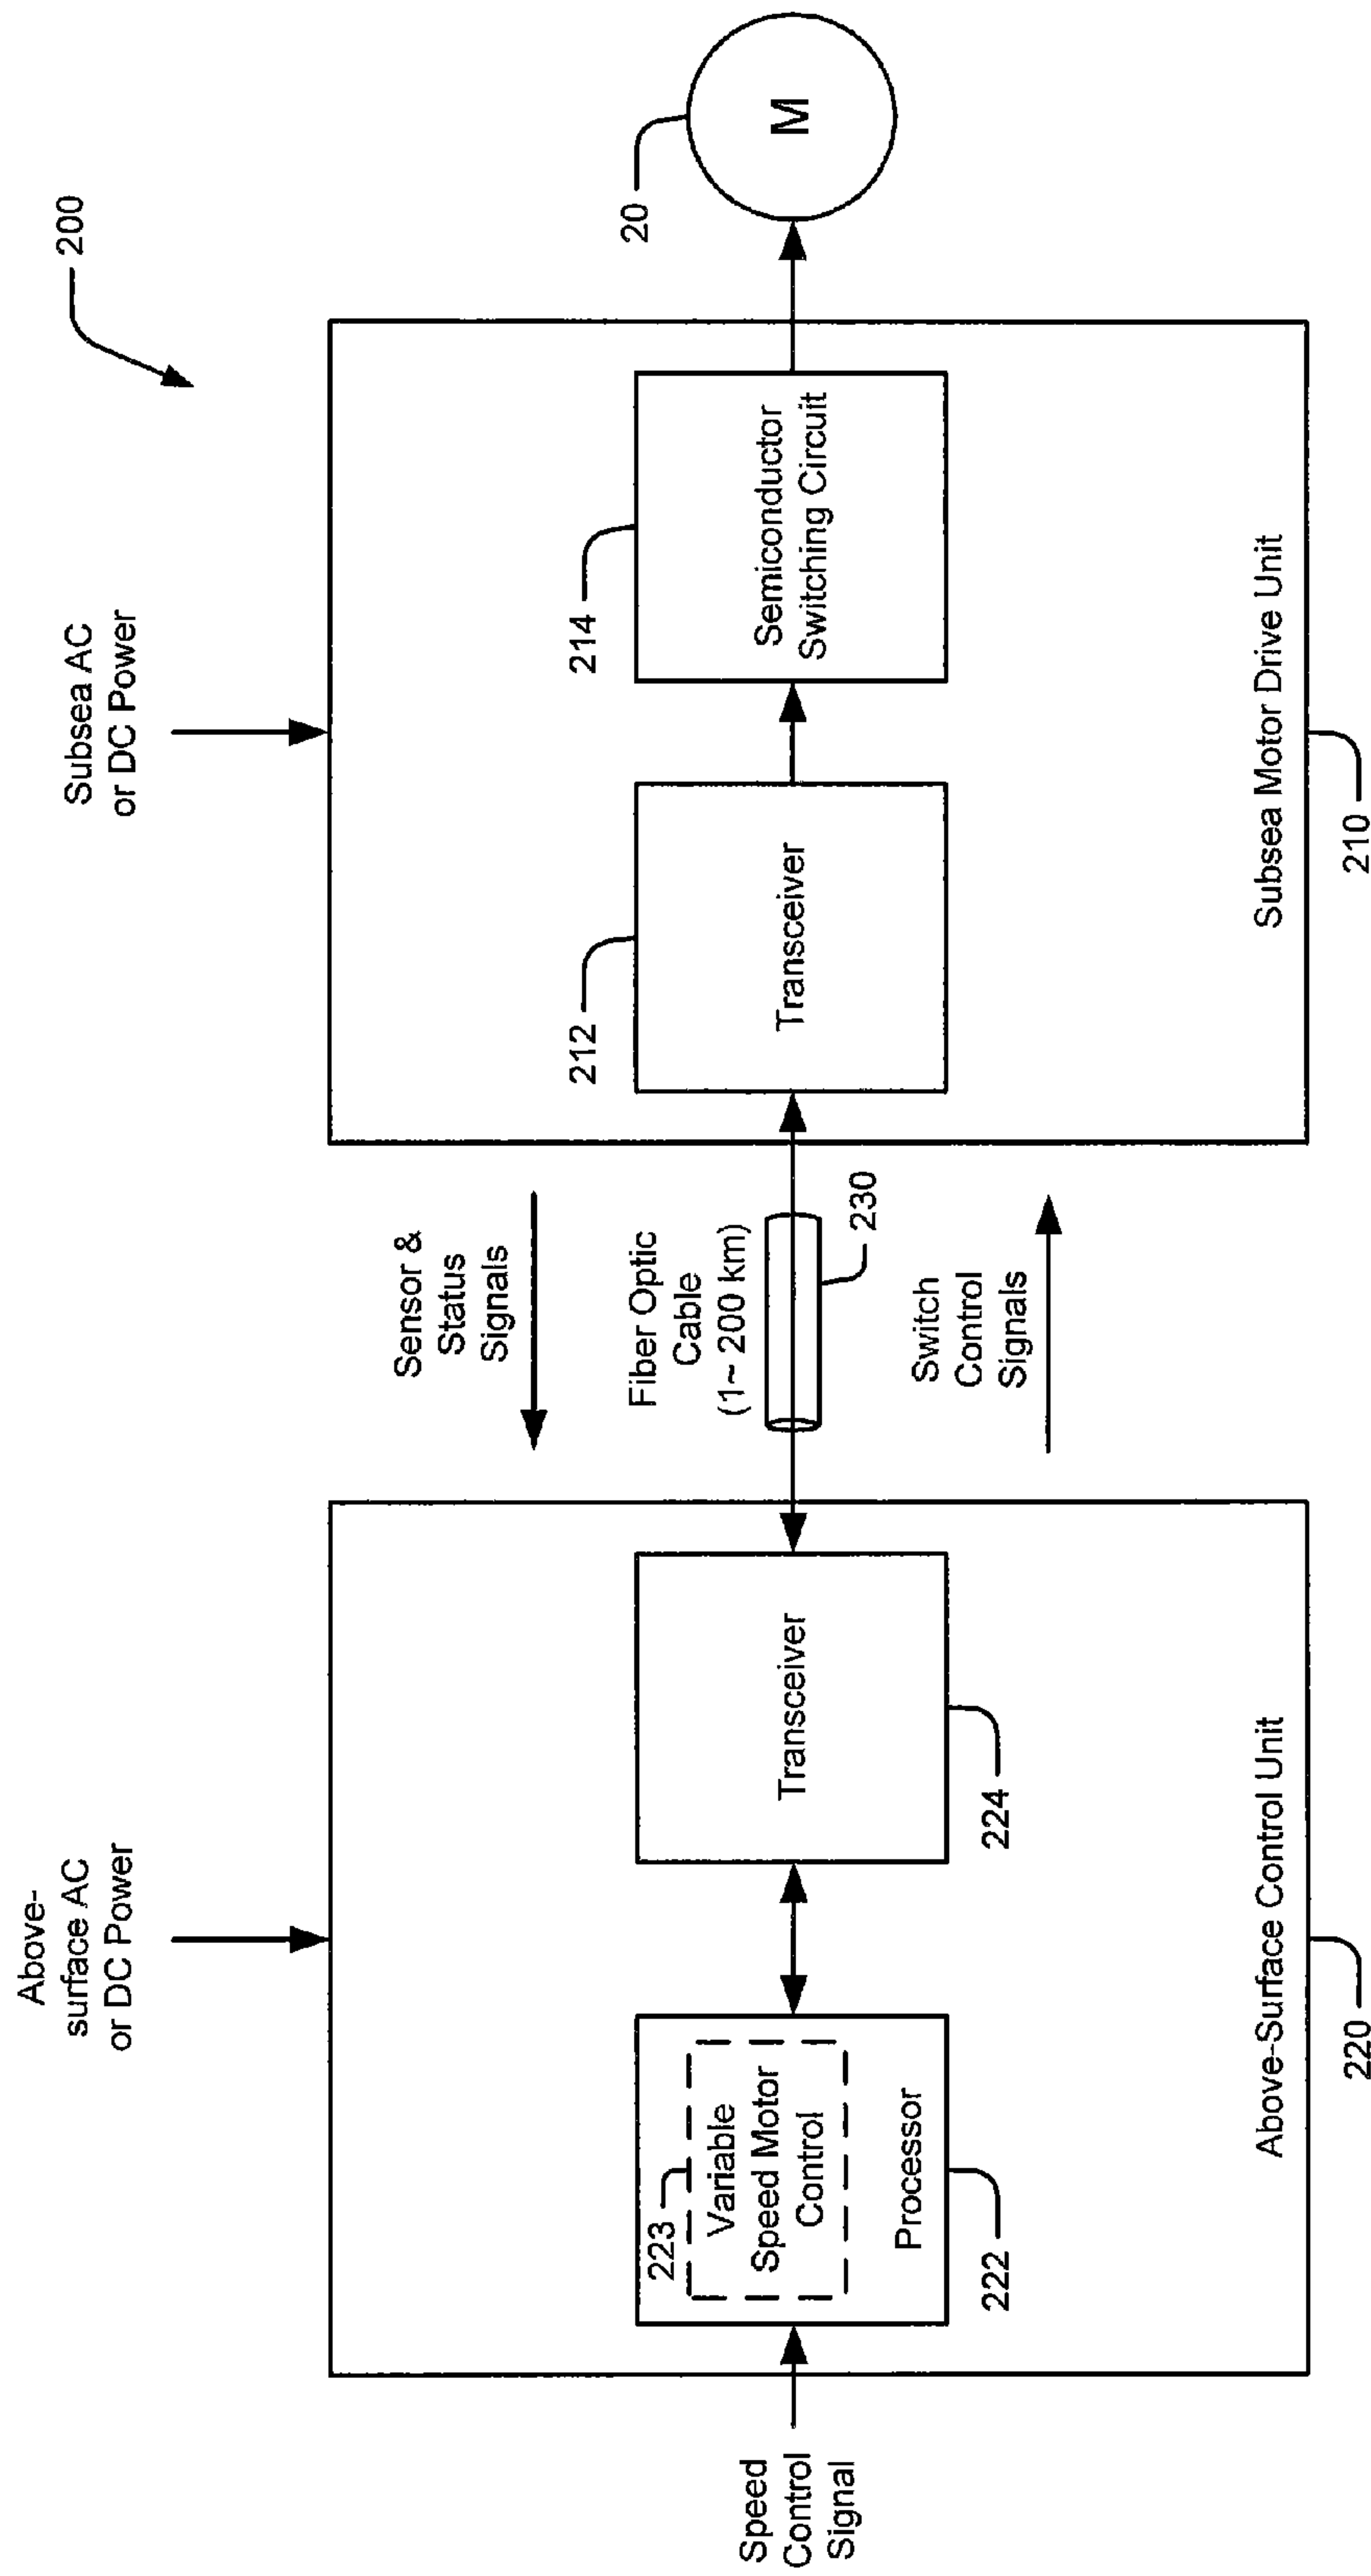 200
Above-
surface AC
or DC Power
Subsea AC
or DC Power
Sensor &
Status
Signals
Fiber Optic
Cable
(1~ 200 km)
230
Switch
Control
Signals
Speed
Control
Signal
223
Variable
Speed Motor
Control
Processor
222
Transceiver
224
Above-Surface Control Unit
220
212
Transceiver
214
Semiconductor
Switching Circuit
Subsea Motor Drive Unit
210
20
M